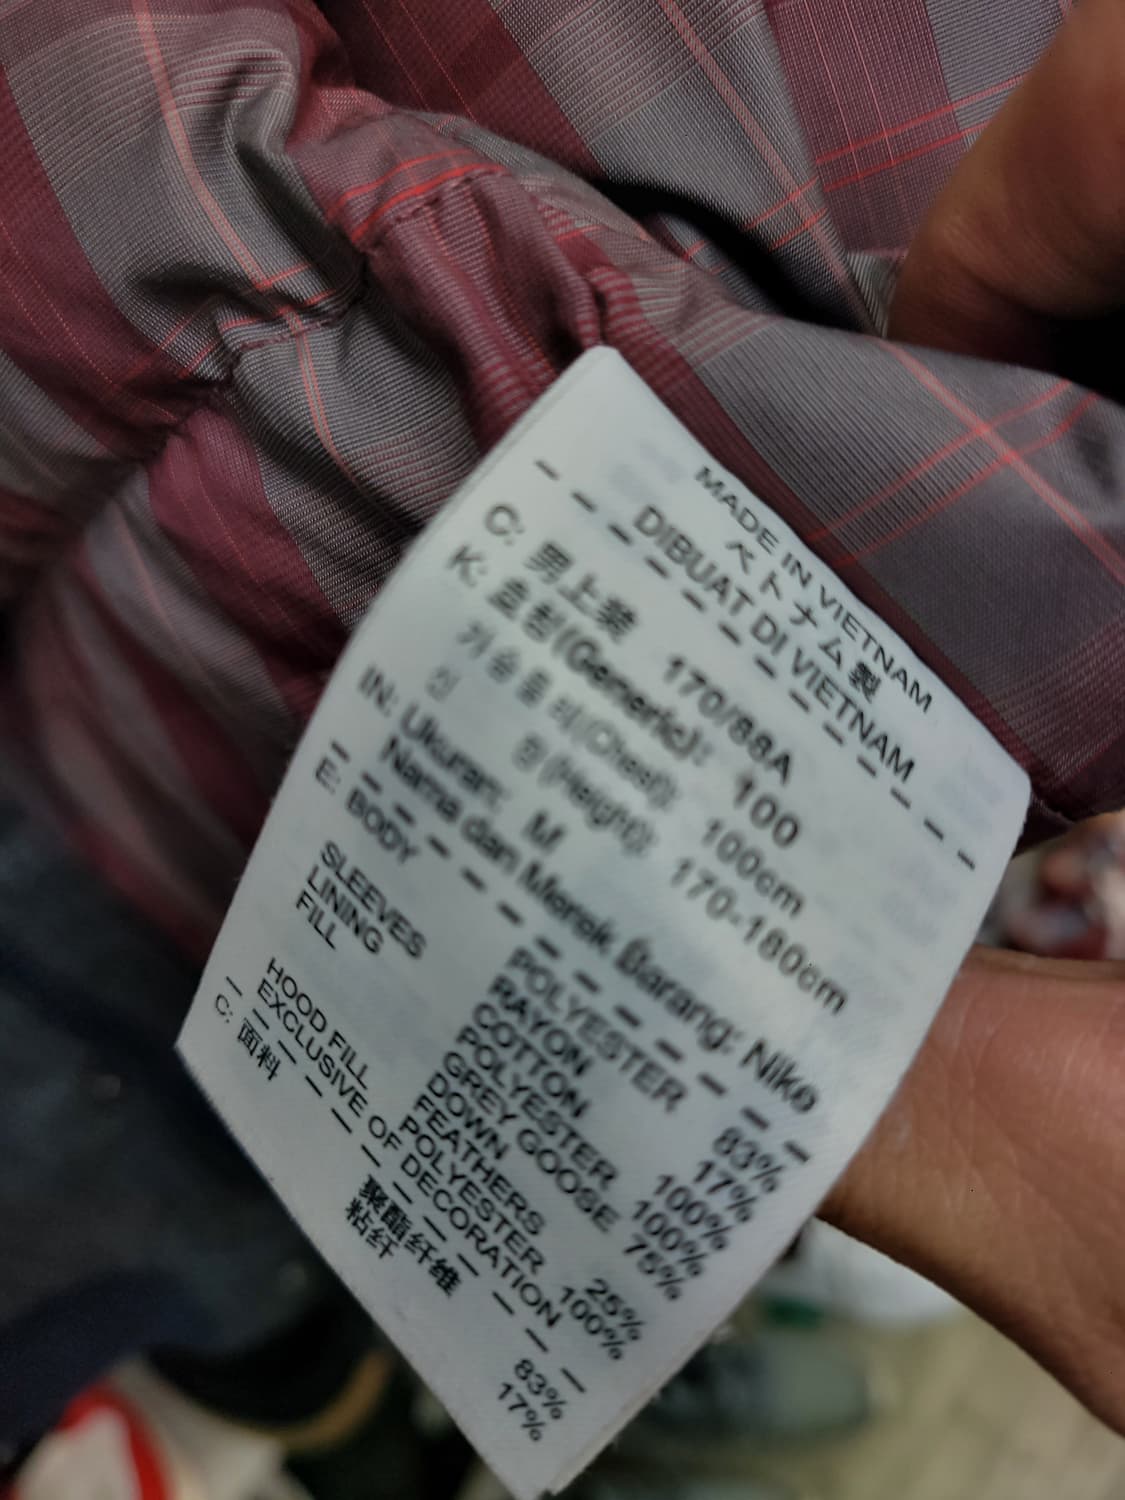 MADE IN VIETNAM
ベトナム製
DIBUAT DI VIETNAM
C: 男上装 170/88A
K: 호칭(Generic): 100
가슴둘레(Chest): 100cm
신 장(Height): 170-180cm
IN: Ukuran: M
Nama dan Merek Barang: Nike
E: BODY POLYESTER 83%
RAYON 17%
SLEEVES COTTON 100%
LINING POLYESTER 100%
FILL GREY GOOSE DOWN 75%
FEATHERS 25%
HOOD FILL POLYESTER 100%
EXCLUSIVE OF DECORATION
C: 面料 聚酯纤维 83%
粘纤 17%